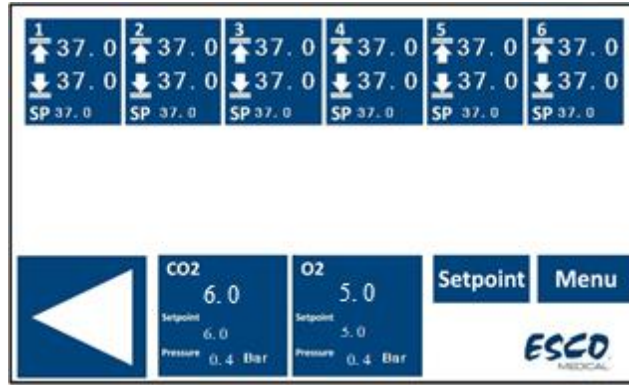 1 2 3 4 5 6
37.0 37.0 37.0 37.0 37.0 37.0
37.0 37.0 37.0 37.0 37.0 37.0
SP 37.0 SP 37.0 SP 37.0 SP 37.0 SP 37.0 SP 37.0
CO2
6.0
Setpoint
6.0
Pressure 0.4 Bar
O2
5.0
Setpoint
5.0
Pressure 0.4 Bar
Setpoint
Menu
ESCO
MEDICAL